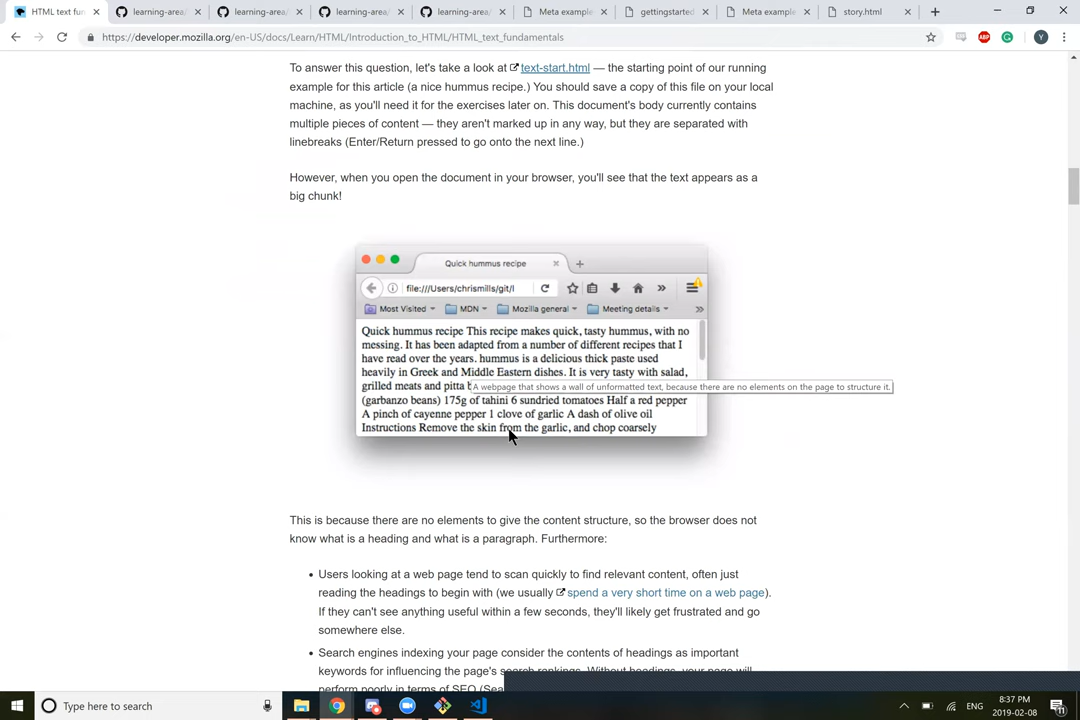 HTML text fun
learning-area/
learning-area/
learning-area/
learning-area/
Meta example
gettingstarted
Meta example
story.html
https://developer.mozilla.org/en-US/docs/Learn/HTML/Introduction_to_HTML/HTML_text_fundamentals
ABP
Y
To answer this question, let's take a look at text-start.html — the starting point of our running
example for this article (a nice hummus recipe.) You should save a copy of this file on your local
machine, as you'll need it for the exercises later on. This document's body currently contains
multiple pieces of content — they aren't marked up in any way, but they are separated with
linebreaks (Enter/Return pressed to go onto the next line.)
However, when you open the document in your browser, you'll see that the text appears as a
big chunk!
Quick hummus recipe
file:///Users/chrismills/git/l
Most Visited
MDN
Mozilla general
Meeting details
Quick hummus recipe This recipe makes quick, tasty hummus, with no
messing. It has been adapted from a number of different recipes that I
have read over the years. hummus is a delicious thick paste used
heavily in Greek and Middle Eastern dishes. It is very tasty with salad,
grilled meats and pitta b
A webpage that shows a wall of unformatted text, because there are no elements on the page to structure it.
(garbanzo beans) 175g of tahini 6 sundried tomatoes Half a red pepper
A pinch of cayenne pepper 1 clove of garlic A dash of olive oil
Instructions Remove the skin from the garlic, and chop coarsely
This is because there are no elements to give the content structure, so the browser does not
know what is a heading and what is a paragraph. Furthermore:
• Users looking at a web page tend to scan quickly to find relevant content, often just
reading the headings to begin with (we usually spend a very short time on a web page).
If they can't see anything useful within a few seconds, they'll likely get frustrated and go
somewhere else.
• Search engines indexing your page consider the contents of headings as important
keywords for influencing the page's search rankings. Without headings, your page will
perform poorly in terms of SEO (Sea
Type here to search
ENG
8:37 PM
2019-02-08